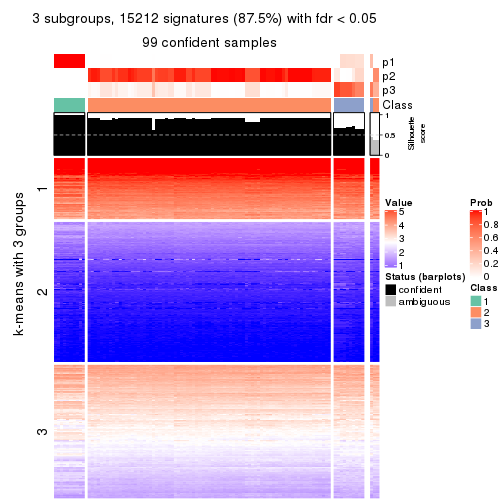 3 subgroups, 15212 signatures (87.5%) with fdr < 0.05
99 confident samples
p1
p2
p3
Class
1
0.5
0
Silhouette
score
k-means with 3 groups
1
2
3
Value
5
4
3
2
1
Status (barplots)
confident
ambiguous
Prob
1
0.8
0.6
0.4
0.2
0
Class
1
2
3